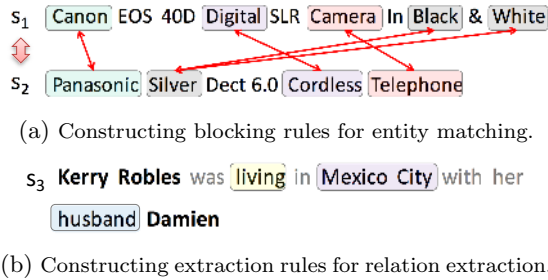 s1 Canon EOS 40D Digital SLR Camera In Black & White
s2 Panasonic Silver Dect 6.0 Cordless Telephone
(a) Constructing blocking rules for entity matching.
s3 Kerry Robles was living in Mexico City with her
husband Damien
(b) Constructing extraction rules for relation extraction.